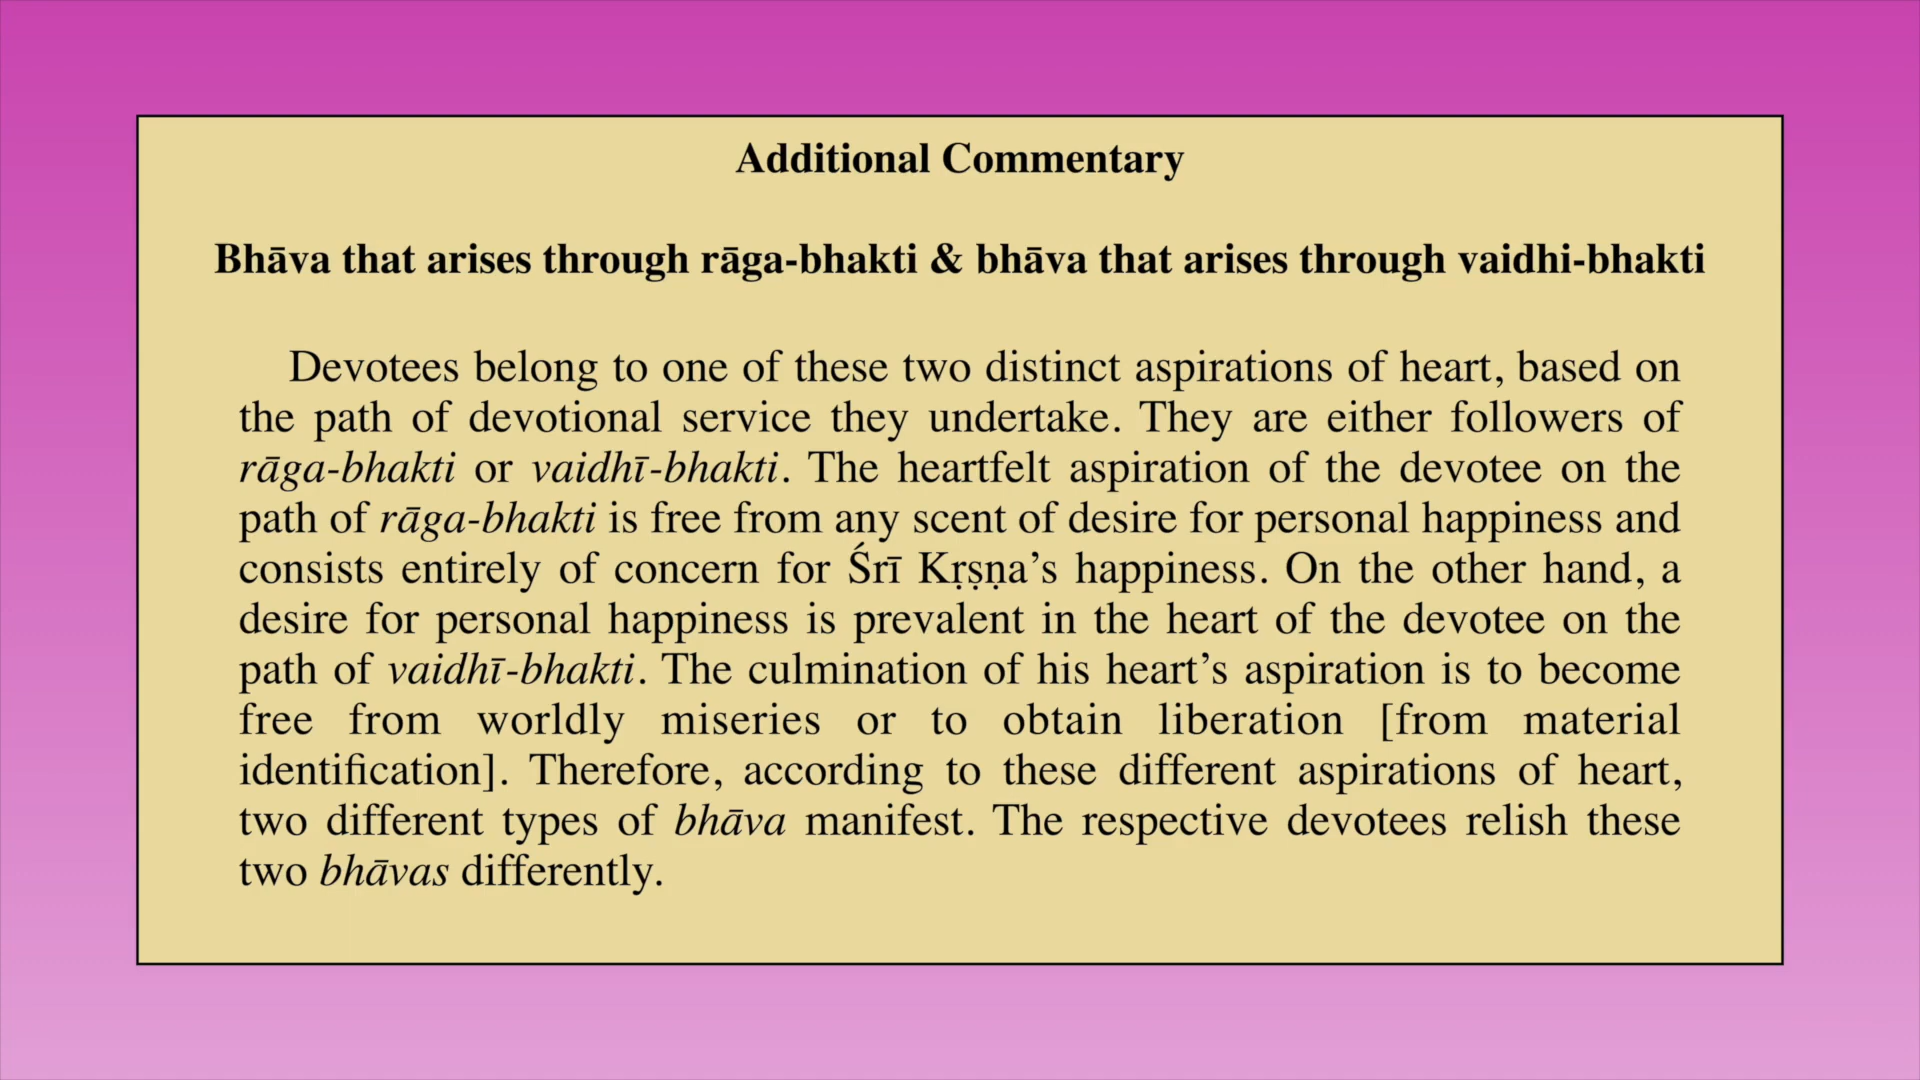 Additional Commentary
Bhāva that arises through rāga-bhakti & bhāva that arises through vaidhi-bhakti
Devotees belong to one of these two distinct aspirations of heart, based on
the path of devotional service they undertake. They are either followers of
rāga-bhakti or vaidhī-bhakti. The heartfelt aspiration of the devotee on the
path of rāga-bhakti is free from any scent of desire for personal happiness and
consists entirely of concern for Śrī Kṛṣṇa’s happiness. On the other hand, a
desire for personal happiness is prevalent in the heart of the devotee on the
path of vaidhī-bhakti. The culmination of his heart’s aspiration is to become
free from worldly miseries or to obtain liberation [from material
identification]. Therefore, according to these different aspirations of heart,
two different types of bhāva manifest. The respective devotees relish these
two bhāvas differently.